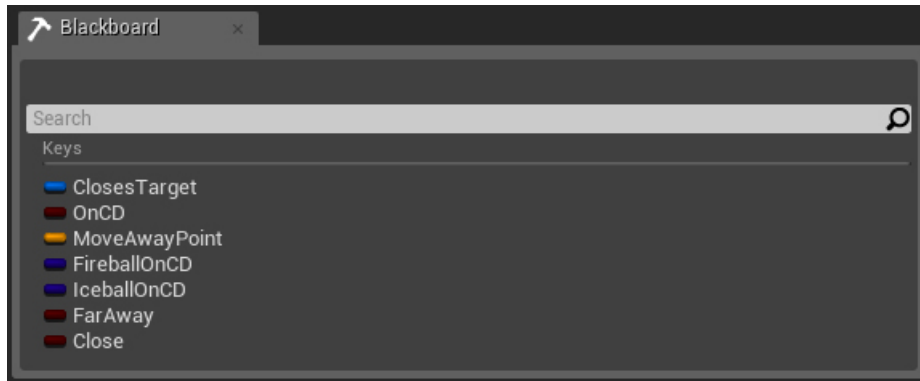 Blackboard
Search
Keys
ClosesTarget
OnCD
MoveAwayPoint
FireballOnCD
IceballOnCD
FarAway
Close